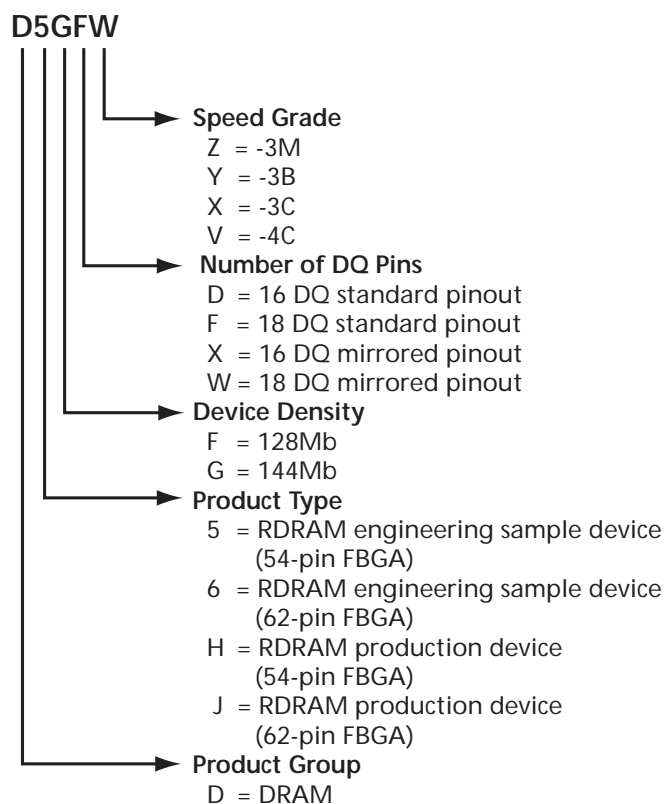 D5GFW
Speed Grade
Z = -3M
Y = -3B
X = -3C
V = -4C
Number of DQ Pins
D = 16 DQ standard pinout
F = 18 DQ standard pinout
X = 16 DQ mirrored pinout
W = 18 DQ mirrored pinout
Device Density
F = 128Mb
G = 144Mb
Product Type
5 = RDRAM engineering sample device
(54-pin FBGA)
6 = RDRAM engineering sample device
(62-pin FBGA)
H = RDRAM production device
(54-pin FBGA)
J = RDRAM production device
(62-pin FBGA)
Product Group
D = DRAM